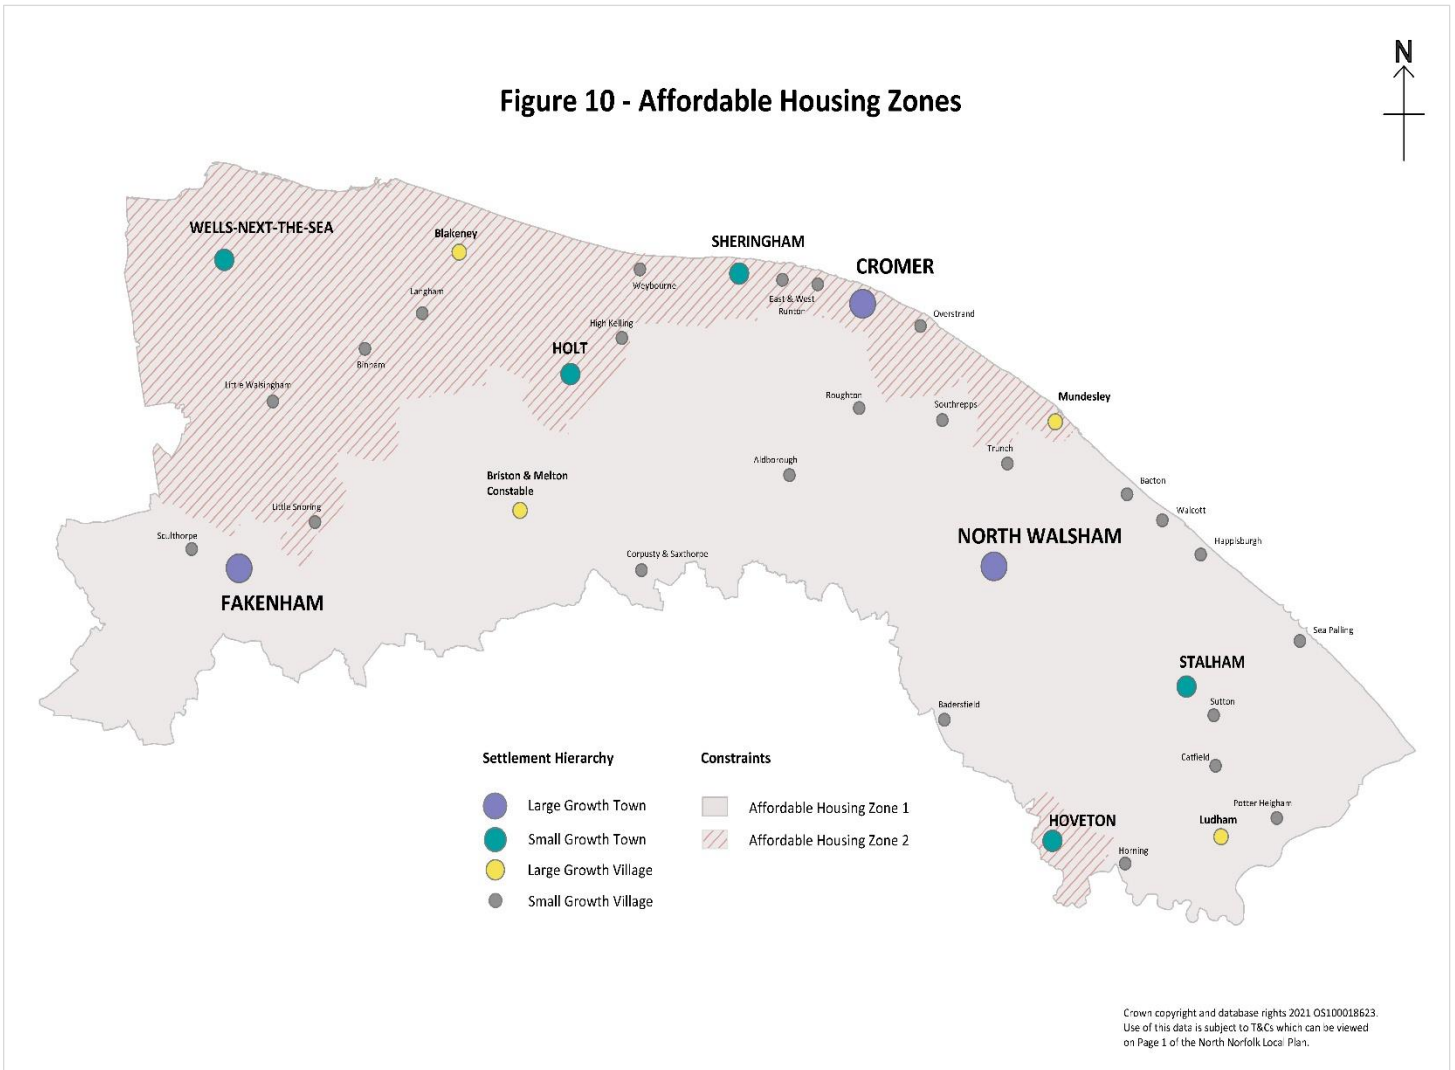 N
Figure 10 - Affordable Housing Zones
WELLS-NEXT-THE-SEA
Blakeney
SHERINGHAM
CROMER
Langham
Weybourne
East & West
Runton
Overstrand
High Kelling
HOLT
Binham
Little Walsingham
Roughton
Southrepps
Mundesley
Trunch
Aldborough
Briston & Melton
Constable
Bacton
Walcott
Happisburgh
Little Snoring
Sculthorpe
NORTH WALSHAM
Corpusty & Saxthorpe
FAKENHAM
Sea Palling
STALHAM
Sutton
Badersfield
Catfield
Potter Heigham
Ludham
HOVETON
Horning
Settlement Hierarchy
Large Growth Town
Small Growth Town
Large Growth Village
Small Growth Village
Constraints
Affordable Housing Zone 1
Affordable Housing Zone 2
Crown copyright and database rights 2021 OS100018623.
Use of this data is subject to T&Cs which can be viewed
on Page 1 of the North Norfolk Local Plan.